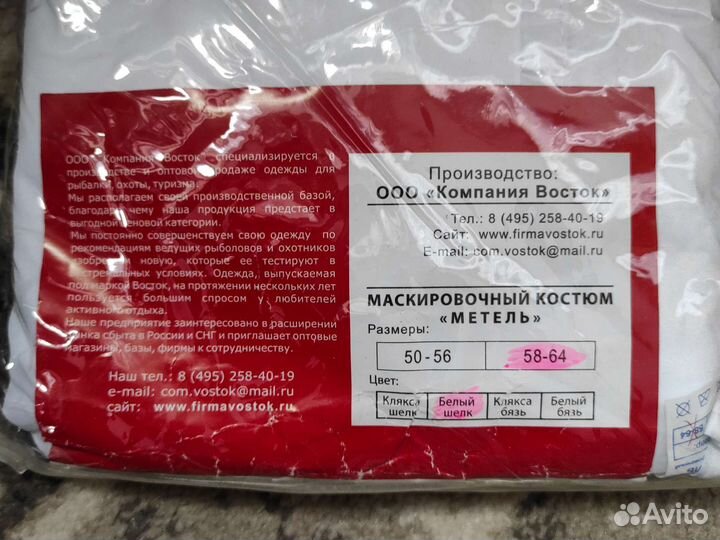 ООО "Компания Восток" специализируется в
производстве и оптовой продаже одежды для
рыбалки, охоты, туризма.
Мы располагаем своей производственной базой,
благодаря чему наша продукция предстает в
выгодной ценовой категории.
Мы постоянно совершенствуем свою одежду по
рекомендациям ведущих рыболовов и охотников
изобретая новую, которые ее тестируют в
экстремальных условиях. Одежда, выпускаемая
под маркой Восток, на протяжении нескольких лет
пользуется большим спросом у любителей
активного отдыха.
Наше предприятие заинтересовано в расширении
рынка сбыта в России и СНГ и приглашает оптовые
магазины, базы, фирмы к сотрудничеству.
Наш тел.: 8 (495) 258-40-19
e-mail: com.vostok@mail.ru
сайт: www.firmavostok.ru
Производство:
ООО «Компания Восток»
Тел.: 8 (495) 258-40-19
Сайт: www.firmavostok.ru
E-mail: com.vostok@mail.ru
МАСКИРОВОЧНЫЙ КОСТЮМ
«МЕТЕЛЬ»
Размеры:
50-56 58-64
Цвет:
Клякса шелк Белый шелк Клякса бязь Белый бязь
58-64
Avito